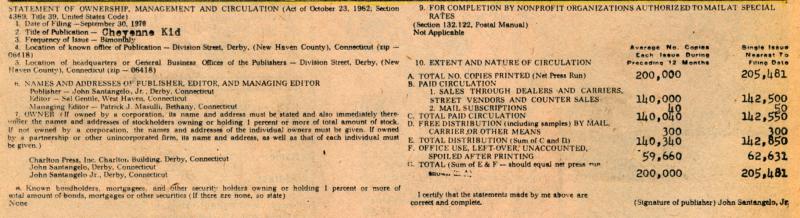 STATEMENT OF OWNERSHIP, MANAGEMENT AND CIRCULATION (Act of October 23, 1962, Section
4369, Title 39, United States Code)
1. Date of Filing — September 30, 1970
2. Title of Publication — Cheyenne Kid
3. Frequency of Issue — Bimonthly
4. Location of known office of Publication — Division Street, Derby, (New Haven County), Connecticut (zip —
06418)
5. Location of headquarters or General Business Offices of the Publishers — Division Street, Derby, (New
Haven County), Connecticut (zip — 06418)
6. NAMES AND ADDRESSES OF PUBLISHER, EDITOR, AND MANAGING EDITOR
Publisher — John Santangelo, Jr., Derby, Connecticut
Editor — Sal Gentile, West Haven, Connecticut
Managing Editor — Patrick J. Masulli, Bethany, Connecticut
7. OWNER (If owned by a corporation, its name and address must be stated and also immediately there-
under the names and addresses of stockholders owning or holding 1 percent or more of total amount of stock.
If not owned by a corporation, the names and addresses of the individual owners must be given. If owned
by a partnership or other unincorporated firm, its name and address, as well as that of each individual must
be given.)
Charlton Press, Inc. Charlton Building, Derby, Connecticut
John Santangelo, Derby, Connecticut
John Santangelo Jr., Derby, Connecticut
8. Known bondholders, mortgagees, and other security holders owning or holding 1 percent or more of
total amount of bonds, mortgages or other securities (if there are none, so state)
None
9. FOR COMPLETION BY NONPROFIT ORGANIZATIONS AUTHORIZED TO MAIL AT SPECIAL
RATES
(Section 132.122, Postal Manual)
Not Applicable
Average No. Copies Each Issue During Preceding 12 Months
Single Issue Nearest To Filing Date
10. EXTENT AND NATURE OF CIRCULATION
A. TOTAL NO. COPIES PRINTED (Net Press Run) 200,000 205,481
B. PAID CIRCULATION
1. SALES THROUGH DEALERS AND CARRIERS,
STREET VENDORS AND COUNTER SALES 140,000 142,500
2. MAIL SUBSCRIPTIONS 40 50
C. TOTAL PAID CIRCULATION 140,040 142,550
D. FREE DISTRIBUTION (including samples) BY MAIL,
CARRIER OR OTHER MEANS 300 300
E. TOTAL DISTRIBUTION (Sum of C and D) 140,340 142,850
F. OFFICE USE, LEFT-OVER, UNACCOUNTED,
SPOILED AFTER PRINTING 59,660 62,631
G. TOTAL (Sum of E & F — should equal net press run
shown in A) 200,000 205,481
I certify that the statements made by me above are
correct and complete. (Signature of publisher) John Santangelo, Jr.